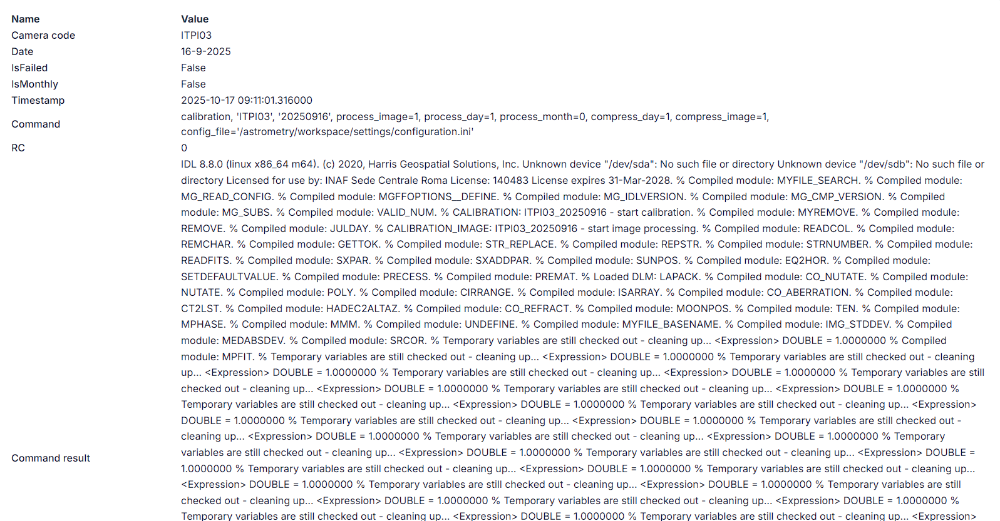 Name Value
Camera code ITPI03
Date 16-9-2025
IsFailed False
IsMonthly False
Timestamp 2025-10-17 09:11:01.316000
Command calibration, 'ITPI03', '20250916', process_image=1, process_day=1, process_month=0, compress_day=1, compress_image=1,
config_file='/astrometry/workspace/settings/configuration.ini'
RC 0
IDL 8.8.0 (linux x86_64 m64). (c) 2020, Harris Geospatial Solutions, Inc. Unknown device "/dev/sda": No such file or directory Unknown device "/dev/sdb": No such file or
directory Licensed for use by: INAF Sede Centrale Roma License: 140483 License expires 31-Mar-2028. % Compiled module: MYFILE_SEARCH. % Compiled module:
MG_READ_CONFIG. % Compiled module: MGFFOPTIONS__DEFINE. % Compiled module: MG_IDLVERSION. % Compiled module: MG_CMP_VERSION. % Compiled
module: MG_SUBS. % Compiled module: VALID_NUM. % CALIBRATION: ITPI03_20250916 - start calibration. % Compiled module: MYREMOVE. % Compiled module:
REMOVE. % Compiled module: JULDAY. % CALIBRATION_IMAGE: ITPI03_20250916 - start image processing. % Compiled module: READCOL. % Compiled module:
REMCHAR. % Compiled module: GETTOK. % Compiled module: STR_REPLACE. % Compiled module: REPSTR. % Compiled module: STRNUMBER. % Compiled module:
READFITS. % Compiled module: SXPAR. % Compiled module: SXADDPAR. % Compiled module: SUNPOS. % Compiled module: EQ2HOR. % Compiled module:
SETDEFAULTVALUE. % Compiled module: PRECESS. % Compiled module: PREMAT. % Loaded DLM: LAPACK. % Compiled module: CO_NUTATE. % Compiled module:
NUTATE. % Compiled module: POLY. % Compiled module: CIRRANGE. % Compiled module: ISARRAY. % Compiled module: CO_ABERRATION. % Compiled module:
CT2LST. % Compiled module: HADEC2ALTAZ. % Compiled module: CO_REFRACT. % Compiled module: MOONPOS. % Compiled module: TEN. % Compiled module:
MPHASE. % Compiled module: MMM. % Compiled module: UNDEFINE. % Compiled module: MYFILE_BASENAME. % Compiled module: IMG_STDDEV. % Compiled
module: MEDABSDEV. % Compiled module: SRCOR. % Temporary variables are still checked out - cleaning up... <Expression> DOUBLE = 1.0000000 % Compiled
module: MPFIT. % Temporary variables are still checked out - cleaning up... <Expression> DOUBLE = 1.0000000 % Temporary variables are still checked out - cleaning
up... <Expression> DOUBLE = 1.0000000 % Temporary variables are still checked out - cleaning up... <Expression> DOUBLE = 1.0000000 % Temporary variables are still
checked out - cleaning up... <Expression> DOUBLE = 1.0000000 % Temporary variables are still checked out - cleaning up... <Expression> DOUBLE = 1.0000000 %
Temporary variables are still checked out - cleaning up... <Expression> DOUBLE = 1.0000000 % Temporary variables are still checked out - cleaning up... <Expression>
DOUBLE = 1.0000000 % Temporary variables are still checked out - cleaning up... <Expression> DOUBLE = 1.0000000 % Temporary variables are still checked out -
cleaning up... <Expression> DOUBLE = 1.0000000 % Temporary variables are still checked out - cleaning up... <Expression> DOUBLE = 1.0000000 % Temporary
variables are still checked out - cleaning up... <Expression> DOUBLE = 1.0000000 % Temporary variables are still checked out - cleaning up... <Expression> DOUBLE =
Command result 1.0000000 % Temporary variables are still checked out - cleaning up... <Expression> DOUBLE = 1.0000000 % Temporary variables are still checked out - cleaning up...
<Expression> DOUBLE = 1.0000000 % Temporary variables are still checked out - cleaning up... <Expression> DOUBLE = 1.0000000 % Temporary variables are still
checked out - cleaning up... <Expression> DOUBLE = 1.0000000 % Temporary variables are still checked out - cleaning up... <Expression> DOUBLE = 1.0000000 %
Temporary variables are still checked out - cleaning up... <Expression> DOUBLE = 1.0000000 % Temporary variables are still checked out - cleaning up... <Expression>